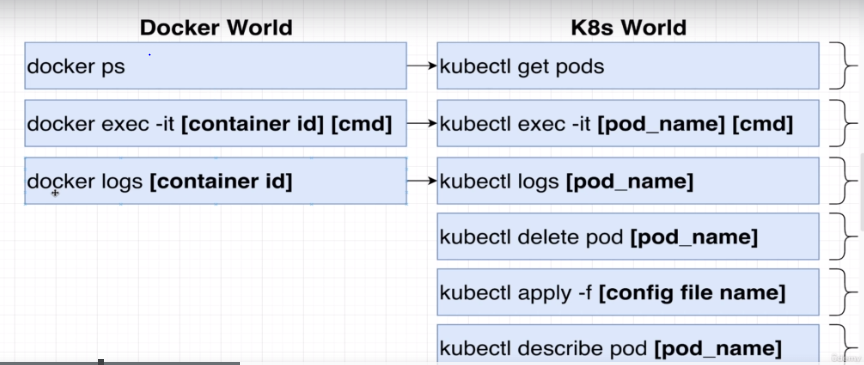 Docker World
K8s World
docker ps
kubectl get pods
docker exec -it [container id] [cmd]
kubectl exec -it [pod_name] [cmd]
docker logs [container id]
kubectl logs [pod_name]
kubectl delete pod [pod_name]
kubectl apply -f [config file name]
kubectl describe pod [pod_name]